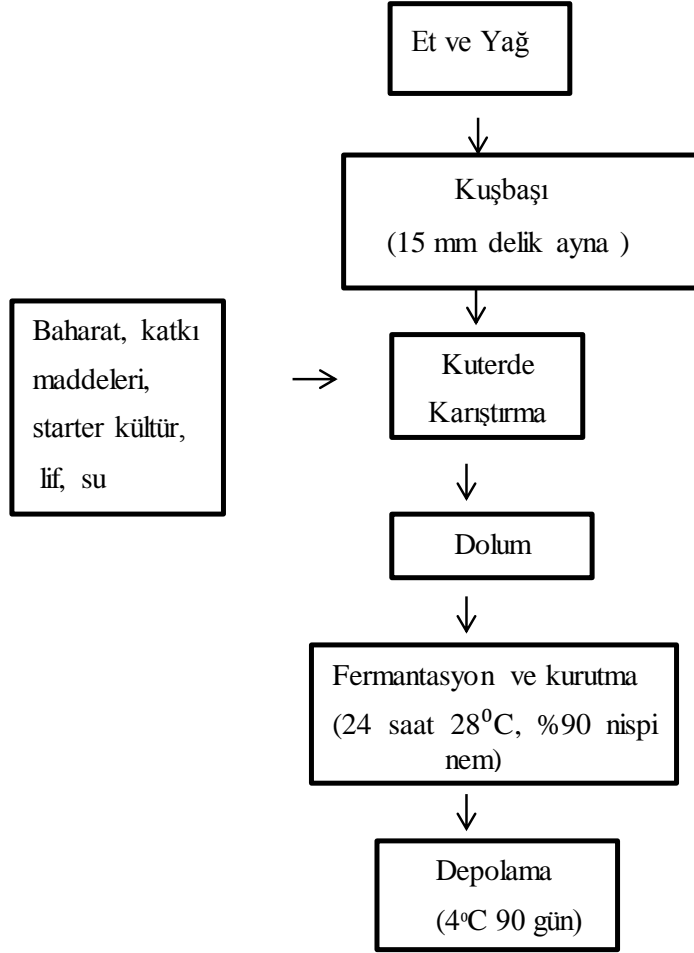 Et ve Yağ
Kuşbaşı
(15 mm delik ayna )
Baharat, katkı
maddeleri,
starter kültür,
lif, su
Kuterde
Karıştırma
Dolum
Fermantasyon ve kurutma
(24 saat 28⁰C, %90 nispi
nem)
Depolama
(4⁰C 90 gün)